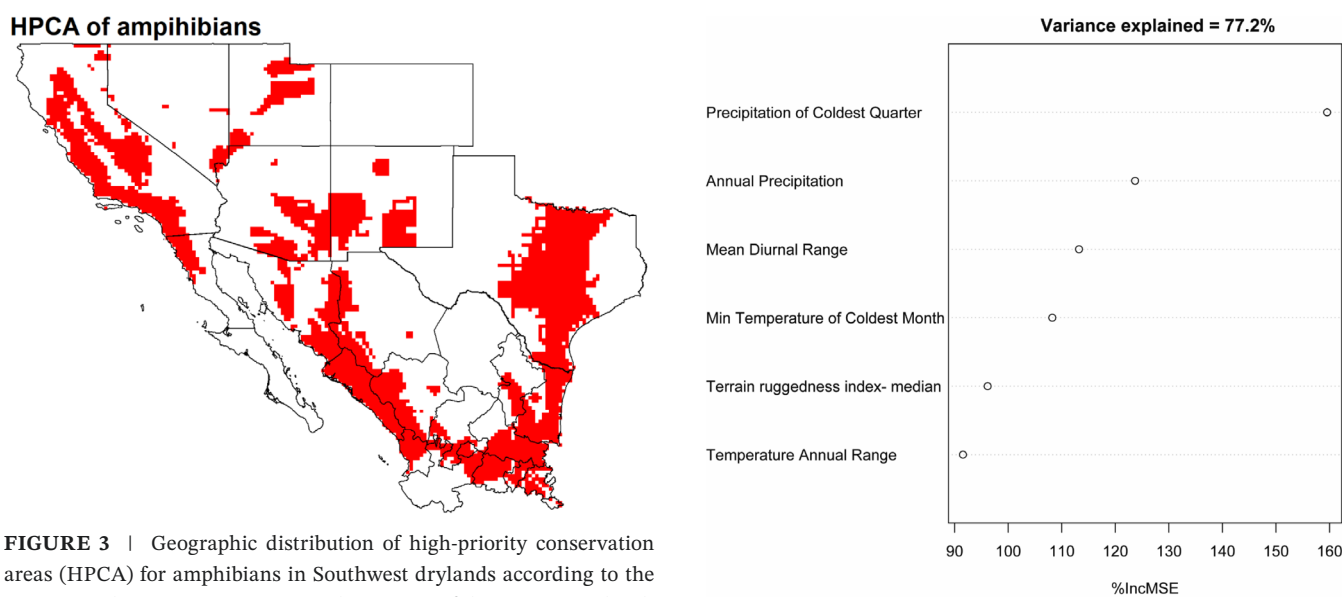 HPCA of ampihibians
FIGURE 3 | Geographic distribution of high-priority conservation
areas (HPCA) for amphibians in Southwest drylands according to the
Variance explained = 77.2%
Precipitation of Coldest Quarter
Annual Precipitation
Mean Diurnal Range
Min Temperature of Coldest Month
Terrain ruggedness index- median
Temperature Annual Range
90 100 110 120 130 140 150 160
%IncMSE